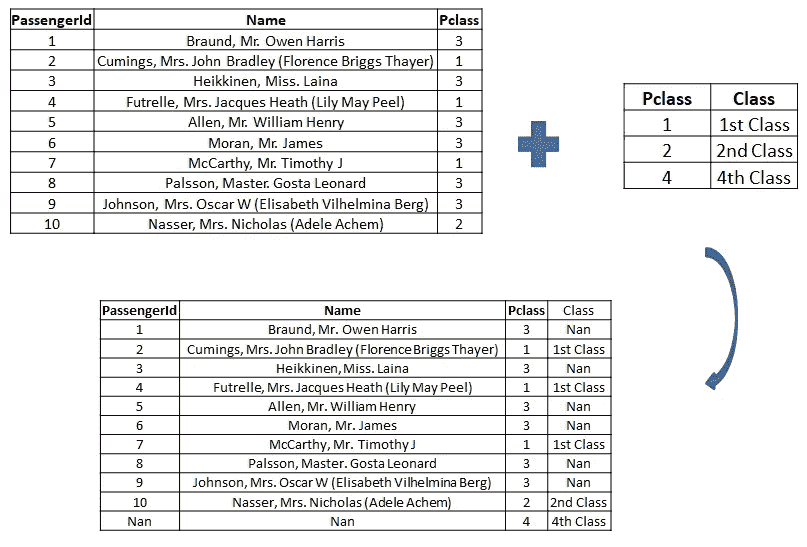 PassengerId Name Pclass
1 Braund, Mr. Owen Harris 3
2 Cumings, Mrs. John Bradley (Florence Briggs Thayer) 1
3 Heikkinen, Miss. Laina 3
4 Futrelle, Mrs. Jacques Heath (Lily May Peel) 1
5 Allen, Mr. William Henry 3
6 Moran, Mr. James 3
7 McCarthy, Mr. Timothy J 1
8 Palsson, Master. Gosta Leonard 3
9 Johnson, Mrs. Oscar W (Elisabeth Vilhelmina Berg) 3
10 Nasser, Mrs. Nicholas (Adele Achem) 2
Pclass Class
1 1st Class
2 2nd Class
4 4th Class
PassengerId Name Pclass Class
1 Braund, Mr. Owen Harris 3 Nan
2 Cumings, Mrs. John Bradley (Florence Briggs Thayer) 1 1st Class
3 Heikkinen, Miss. Laina 3 Nan
4 Futrelle, Mrs. Jacques Heath (Lily May Peel) 1 1st Class
5 Allen, Mr. William Henry 3 Nan
6 Moran, Mr. James 3 Nan
7 McCarthy, Mr. Timothy J 1 1st Class
8 Palsson, Master. Gosta Leonard 3 Nan
9 Johnson, Mrs. Oscar W (Elisabeth Vilhelmina Berg) 3 Nan
10 Nasser, Mrs. Nicholas (Adele Achem) 2 2nd Class
Nan Nan 4 4th Class